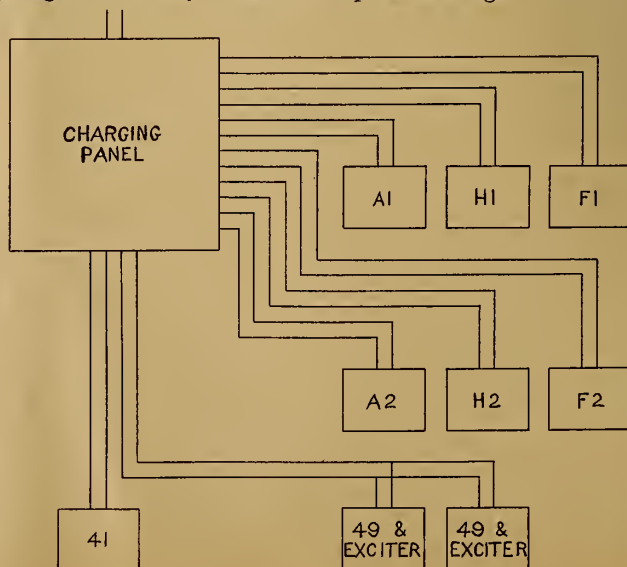 CHARGING
PANEL
A1
H1
F1
A2
H2
F2
41
49 &
EXCITER
49 &
EXCITER